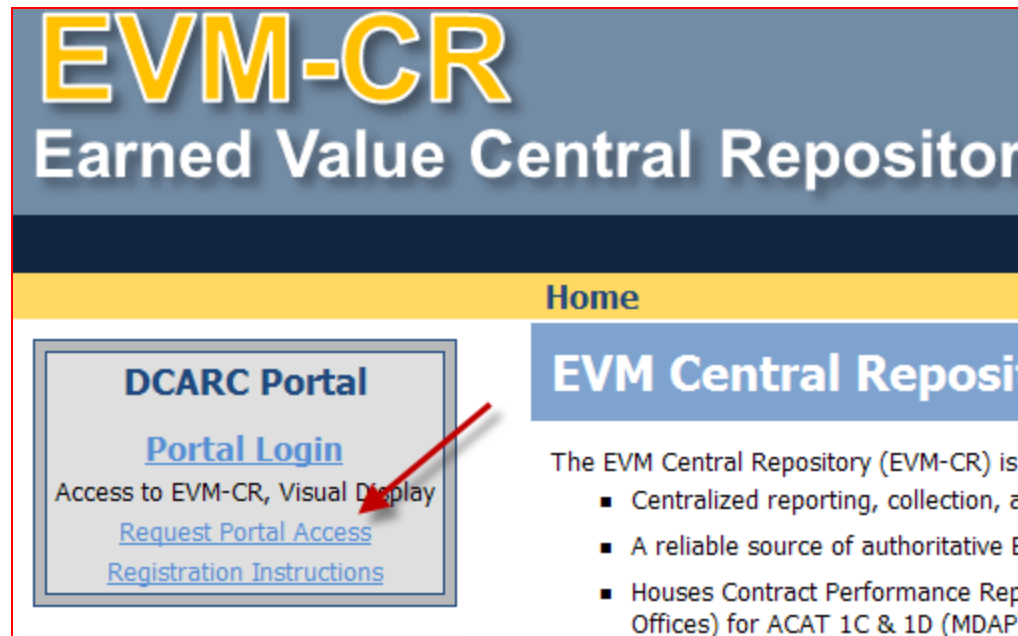 EVM-CR
Earned Value Central Repositor
Home
DCARC Portal
Portal Login
Access to EVM-CR, Visual Display
Request Portal Access
Registration Instructions
EVM Central Reposi
The EVM Central Repository (EVM-CR) is
▪ Centralized reporting, collection, a
▪ A reliable source of authoritative E
▪ Houses Contract Performance Rep
Offices) for ACAT 1C & 1D (MDAP